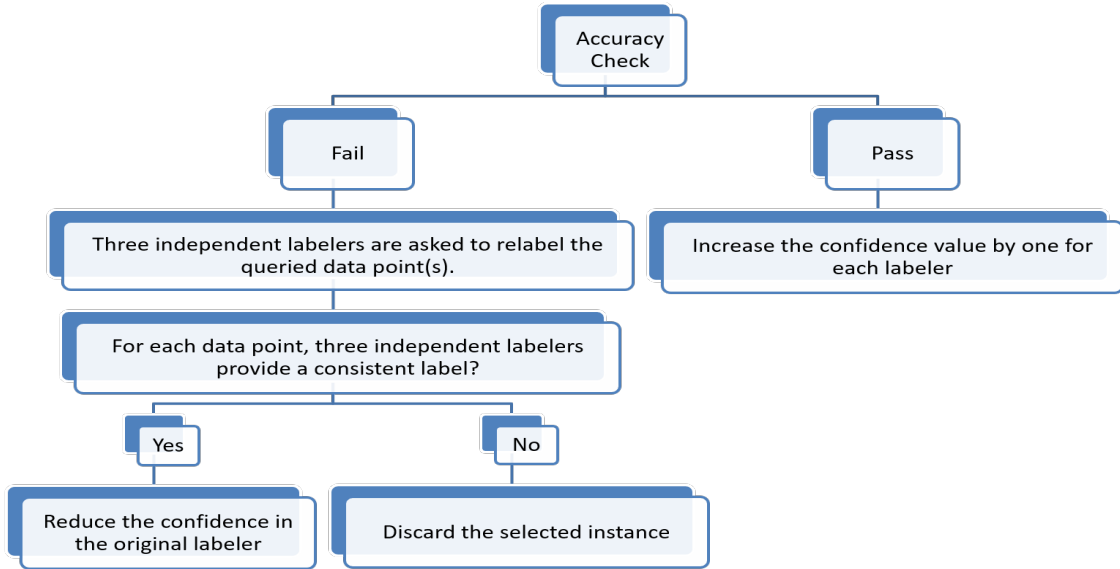 Accuracy
Check
Fail
Pass
Three independent labelers are asked to relabel the
queried data point(s).
Increase the confidence value by one for
each labeler
For each data point, three independent labelers
provide a consistent label?
Yes
No
Reduce the confidence in
the original labeler
Discard the selected instance